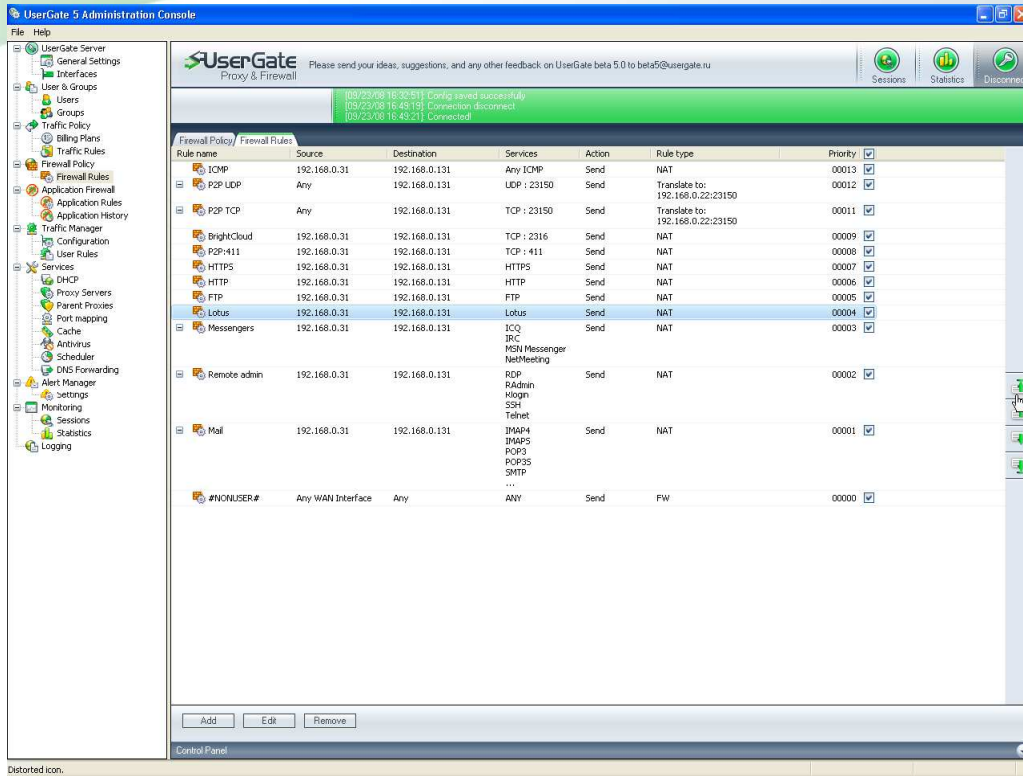 UserGate 5 Administration Console
File Help
UserGate Server
General Settings
Interfaces
User & Groups
Users
Groups
Traffic Policy
Billing Plans
Traffic Rules
Firewall Policy
Firewall Rules
Application Firewall
Application Rules
Application History
Traffic Manager
Configuration
User Rules
Services
DHCP
Proxy Servers
Parent Proxies
Port mapping
Cache
Antivirus
Scheduler
DNS Forwarding
Alert Manager
Settings
Monitoring
Sessions
Statistics
Logging
UserGate
Proxy & Firewall
Please send your ideas, suggestions, and any other feedback on UserGate beta 5.0 to beta5@usergate.ru
Sessions Statistics Disconnec
[09/23/08 16:32:51] Config saved successfully
[09/23/08 16:49:19] Connection disconnect
[09/23/08 16:49:21] Connected!
Firewall Policy Firewall Rules
Rule name Source Destination Services Action Rule type Priority
ICMP 192.168.0.31 192.168.0.131 Any ICMP Send NAT 00013
P2P UDP Any 192.168.0.131 UDP : 23150 Send Translate to: 00012
192.168.0.22:23150
P2P TCP Any 192.168.0.131 TCP : 23150 Send Translate to: 00011
192.168.0.22:23150
BrightCloud 192.168.0.31 192.168.0.131 TCP : 2316 Send NAT 00009
P2P:411 192.168.0.31 192.168.0.131 TCP : 411 Send NAT 00008
HTTPS 192.168.0.31 192.168.0.131 HTTPS Send NAT 00007
HTTP 192.168.0.31 192.168.0.131 HTTP Send NAT 00006
FTP 192.168.0.31 192.168.0.131 FTP Send NAT 00005
Lotus 192.168.0.31 192.168.0.131 Lotus Send NAT 00004
Messengers 192.168.0.31 192.168.0.131 ICQ Send NAT 00003
IRC
MSN Messenger
NetMeeting
Remote admin 192.168.0.31 192.168.0.131 RDP Send NAT 00002
RAdmin
Rlogin
SSH
Telnet
Mail 192.168.0.31 192.168.0.131 IMAP4 Send NAT 00001
IMAPS
POP3
POP3S
SMTP
...
#NONUSER# Any WAN Interface Any ANY Send FW 00000
Add Edit Remove
Control Panel
Distorted icon.